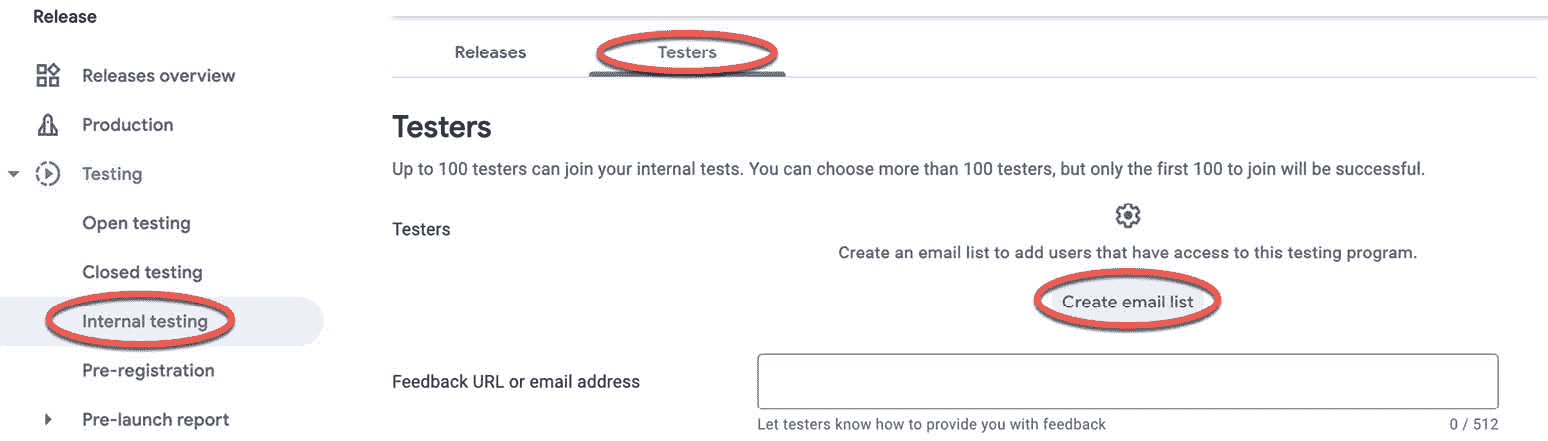 Release
Releases overview
Production
Testing
Open testing
Closed testing
Internal testing
Pre-registration
Pre-launch report
Releases
Testers
Testers
Up to 100 testers can join your internal tests. You can choose more than 100 testers, but only the first 100 to join will be successful.
Testers
Create an email list to add users that have access to this testing program.
Create email list
Feedback URL or email address
Let testers know how to provide you with feedback
0 / 512